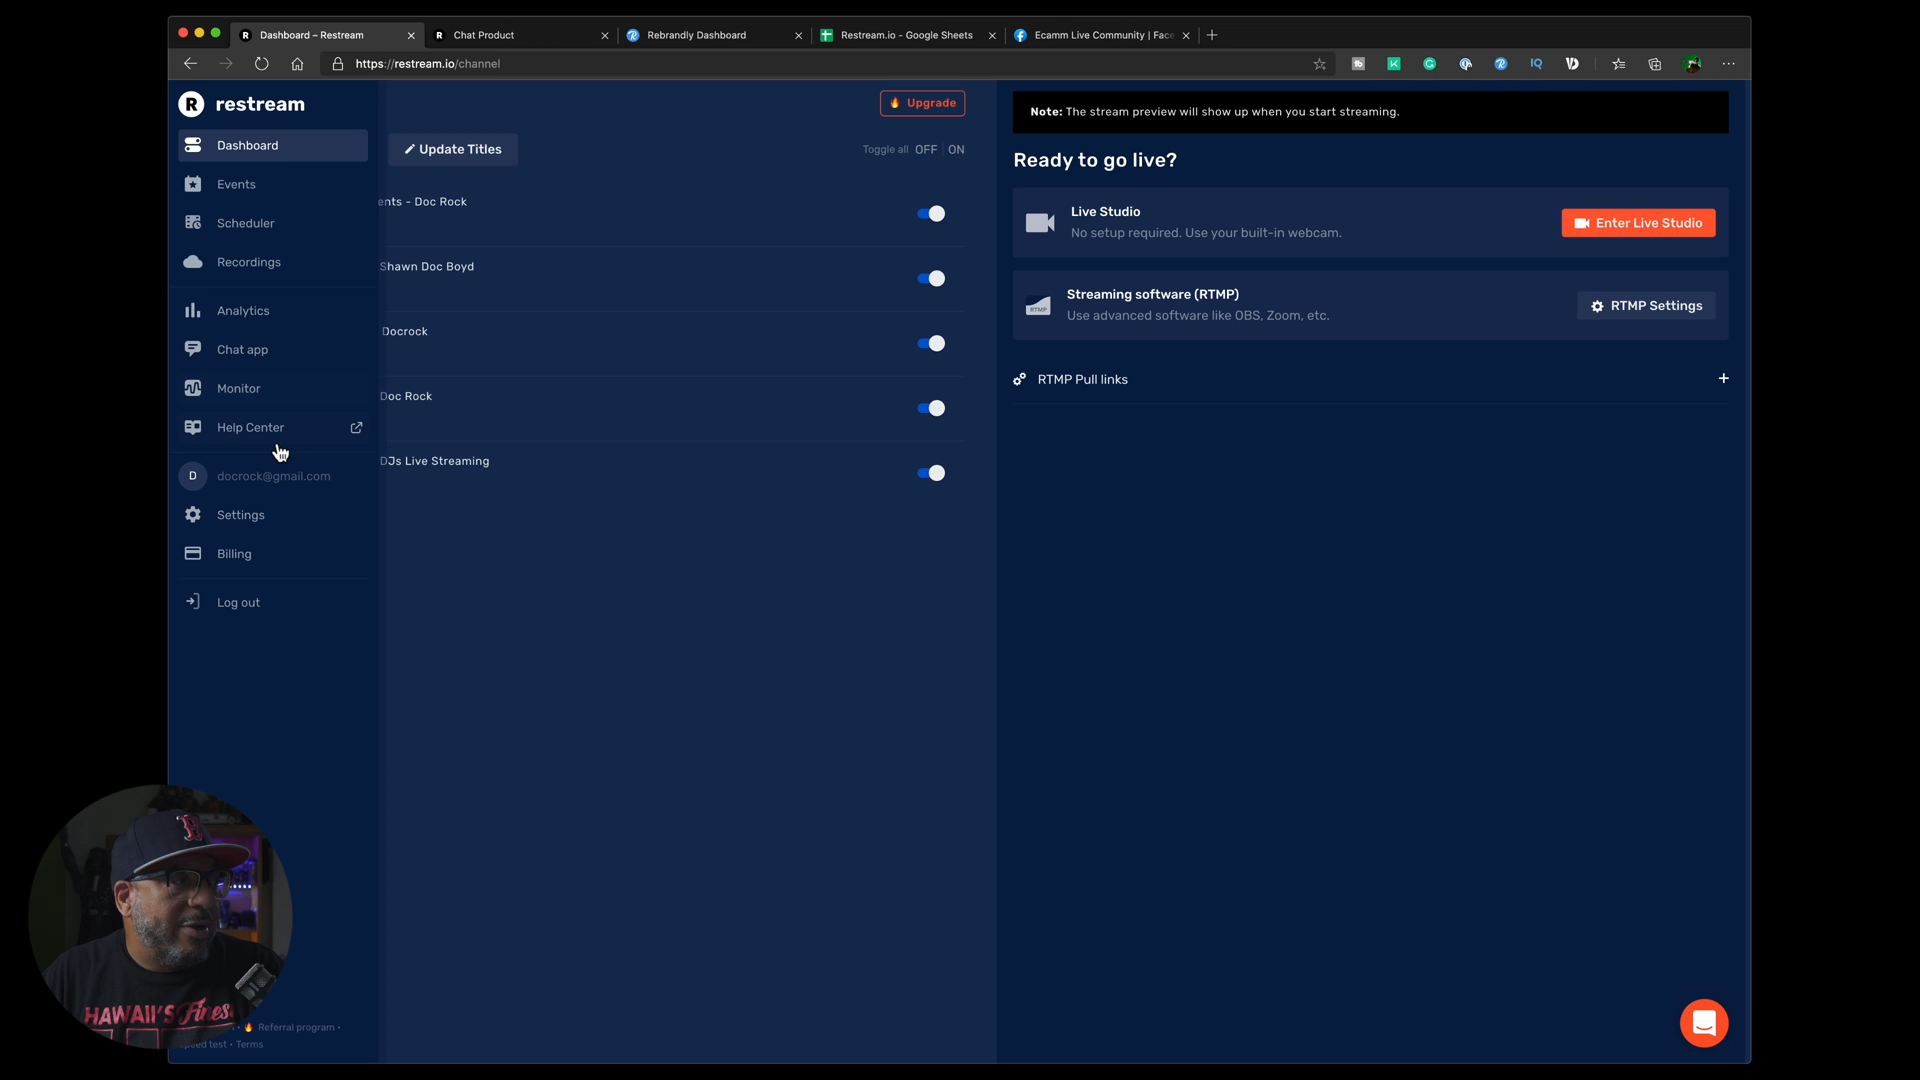 Dashboard – Restream
Chat Product
Rebrandly Dashboard
Restream.io - Google Sheets
Ecamm Live Community | Face
https://restream.io/channel
restream
Dashboard
Events
Scheduler
Recordings
Analytics
Chat app
Monitor
Help Center
D
docrock@gmail.com
Settings
Billing
Log out
Referral program •
speed test • Terms
Upgrade
Update Titles
Toggle all OFF | ON
ents - Doc Rock
Shawn Doc Boyd
Docrock
Doc Rock
DJs Live Streaming
Note: The stream preview will show up when you start streaming.
Ready to go live?
Live Studio
No setup required. Use your built-in webcam.
Enter Live Studio
RTMP
Streaming software (RTMP)
Use advanced software like OBS, Zoom, etc.
RTMP Settings
RTMP Pull links
HAWAII'S Finest